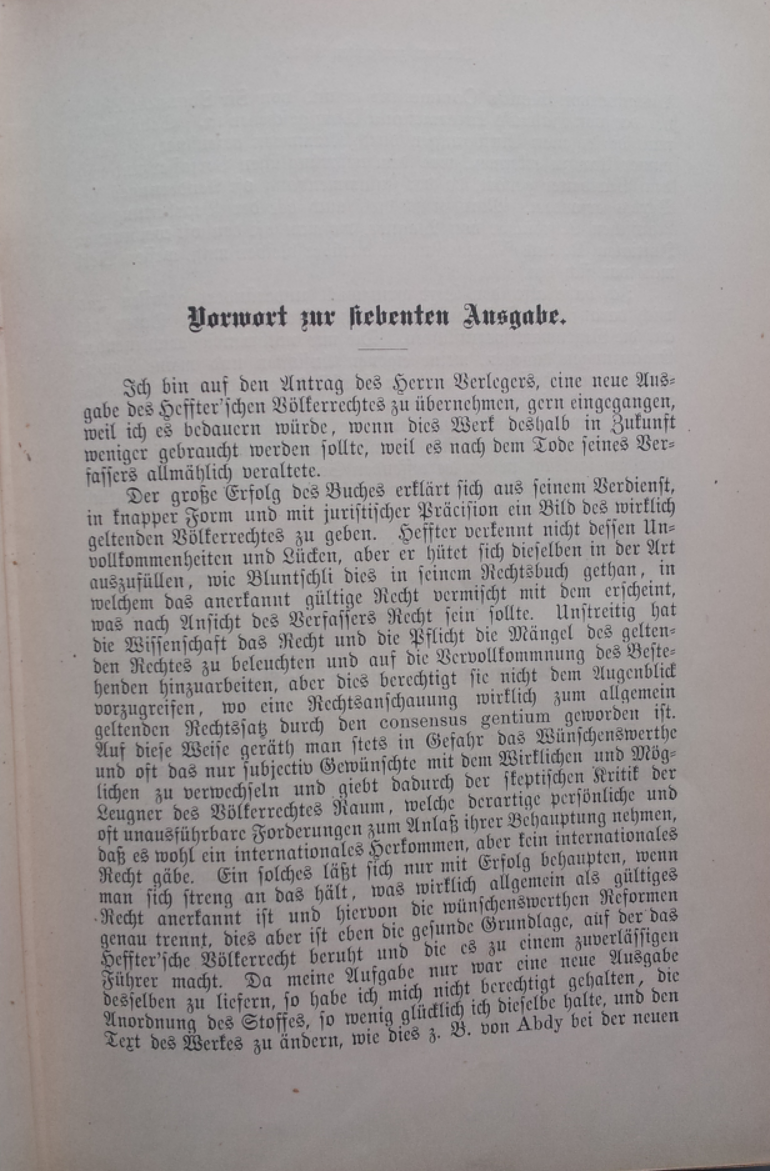 Vorwort zur siebenten Ausgabe.
Ich bin auf den Antrag des Herrn Verlegers, eine neue Aus-
gabe des Heffter'schen Völkerrechtes zu übernehmen, gern eingegangen,
weil ich es bedauern würde, wenn dies Werk deshalb in Zukunft
weniger gebraucht werden sollte, weil es nach dem Tode seines Ver-
fassers allmählich veraltete.
Der große Erfolg des Buches erklärt sich aus seinem Verdienst,
in knapper Form und mit juristischer Präcision ein Bild des wirklich
geltenden Völkerrechtes zu geben. Heffter verkennt nicht dessen Un-
vollkommenheiten und Lücken, aber er hütet sich dieselben in der Art
auszufüllen, wie Bluntschli dies in seinem Rechtsbuch gethan, in
welchem das anerkannt gültige Recht vermischt mit dem erscheint,
was nach Ansicht des Verfassers Recht sein sollte. Unstreitig hat
die Wissenschaft das Recht und die Pflicht die Mängel des gelten-
den Rechtes zu beleuchten und auf die Vervollkommnung des Beste-
henden hinzuarbeiten, aber dies berechtigt sie nicht dem Augenblick
vorzugreifen, wo eine Rechtsanschauung wirklich zum allgemein
geltenden Rechtssatz durch den consensus gentium geworden ist.
Auf diese Weise geräth man stets in Gefahr das Wünschenswerthe
und oft das nur subjectiv Gewünschte mit dem Wirklichen und Mög-
lichen zu verwechseln und giebt dadurch der skeptischen Kritik der
Leugner des Völkerrechtes Raum, welche derartige persönliche und
oft unausführbare Forderungen zum Anlaß ihrer Behauptung nehmen,
daß es wohl ein internationales Herkommen, aber kein internationales
Recht gäbe. Ein solches läßt sich nur mit Erfolg behaupten, wenn
man sich streng an das hält, was wirklich allgemein als gültiges
Recht anerkannt ist und hiervon die wünschenswerthen Reformen
genau trennt, dies aber ist eben die gesunde Grundlage, auf der das
Heffter'sche Völkerrecht beruht und die es zu einem zuverlässigen
Führer macht. Da meine Aufgabe nur war eine neue Ausgabe
desselben zu liefern, so habe ich mich nicht berechtigt gehalten, die
Anordnung des Stoffes, so wenig glücklich ich dieselbe halte, und den
Text des Werkes zu ändern, wie dies z. B. von Abdy bei der neuen